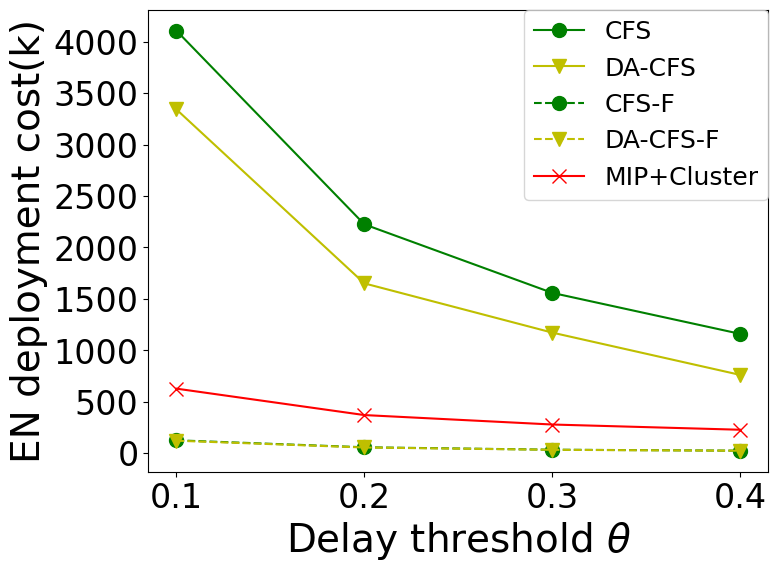 EN deployment cost(k)
4000
3500
3000
2500
2000
1500
1000
500
0
0.1 0.2 0.3 0.4
Delay threshold θ
CFS
DA-CFS
CFS-F
DA-CFS-F
MIP+Cluster